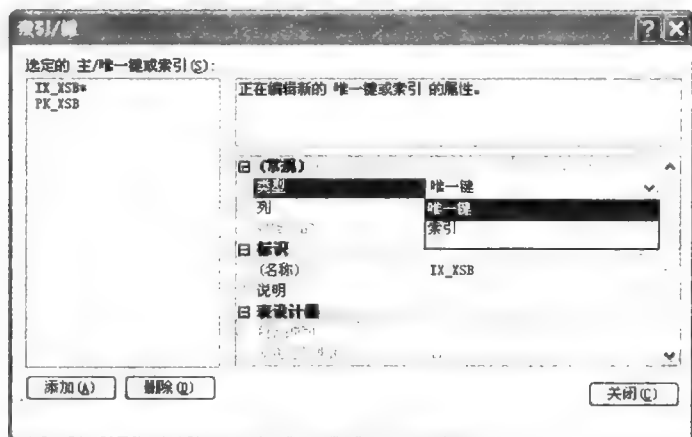 索引/键
选定的 主/唯一键或索引(S):
IX_XSB*
PK_XSB
正在编辑新的 唯一键或索引 的属性。
(常规)
类型 唯一键
列 唯一键
索引
标识
(名称) IX_XSB
说明
表设计器
添加(A) 删除(D) 关闭(C)